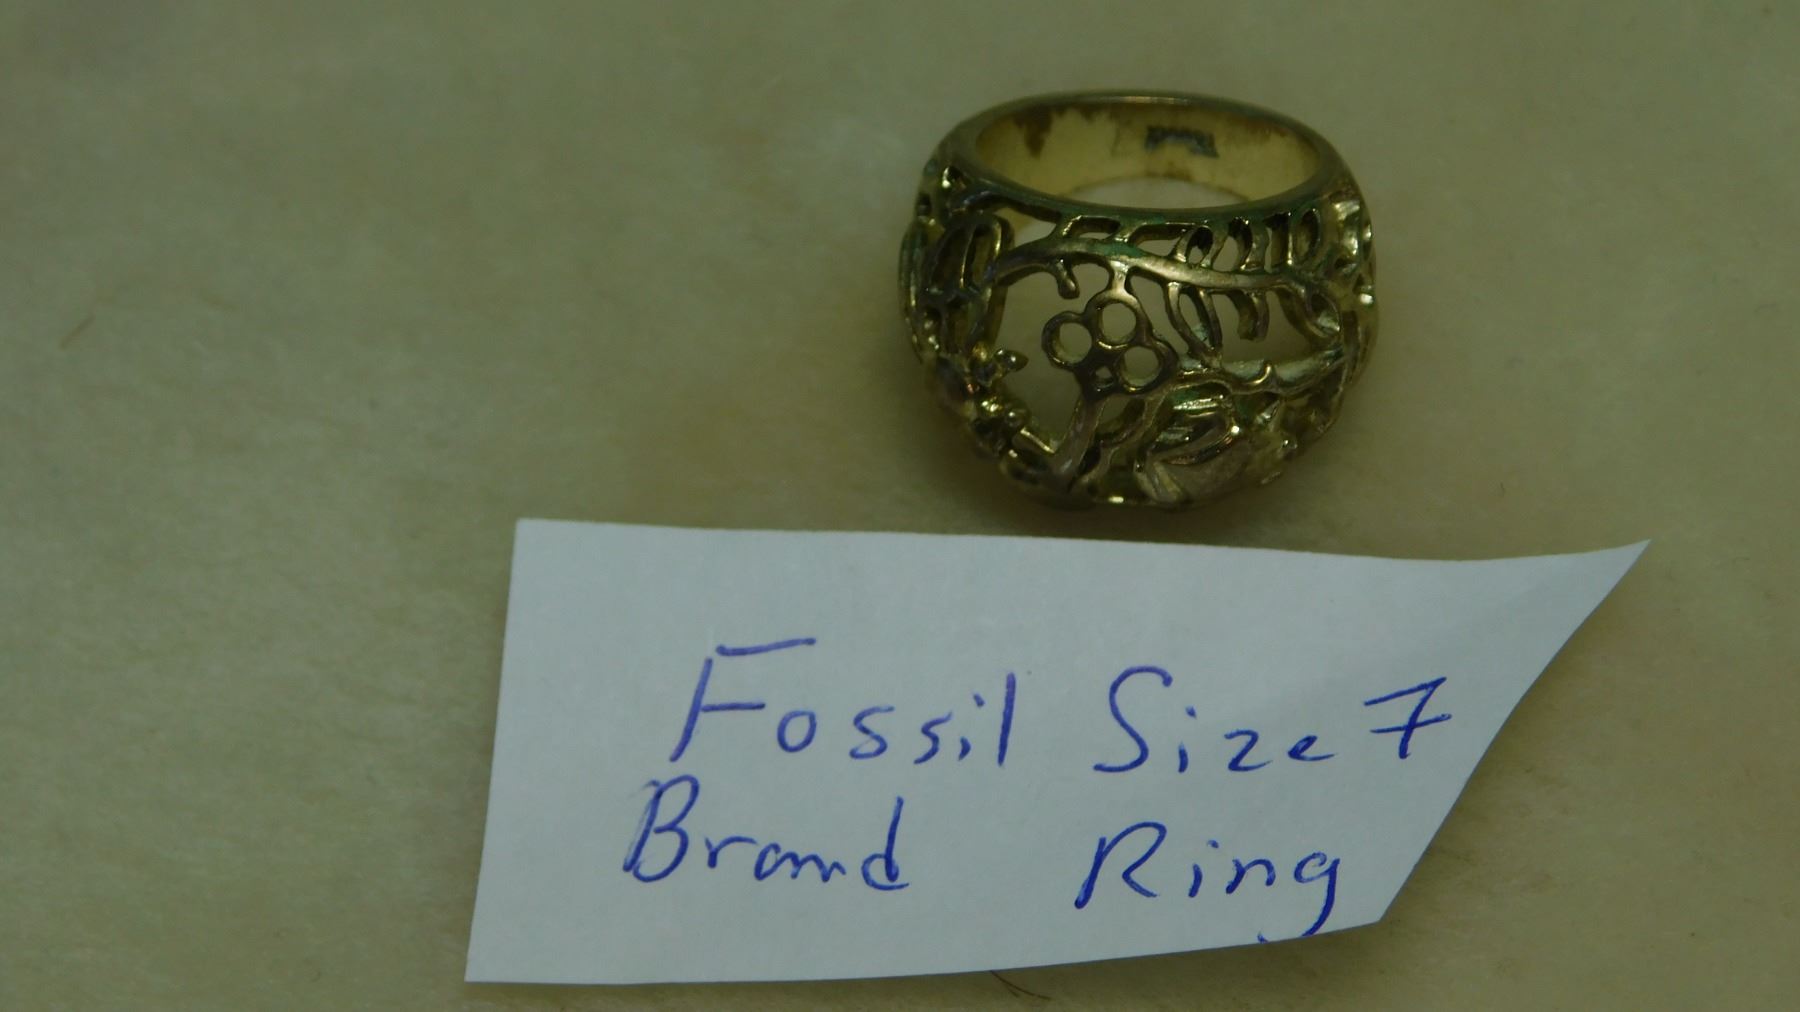 Fossil Size 7
Brand Ring